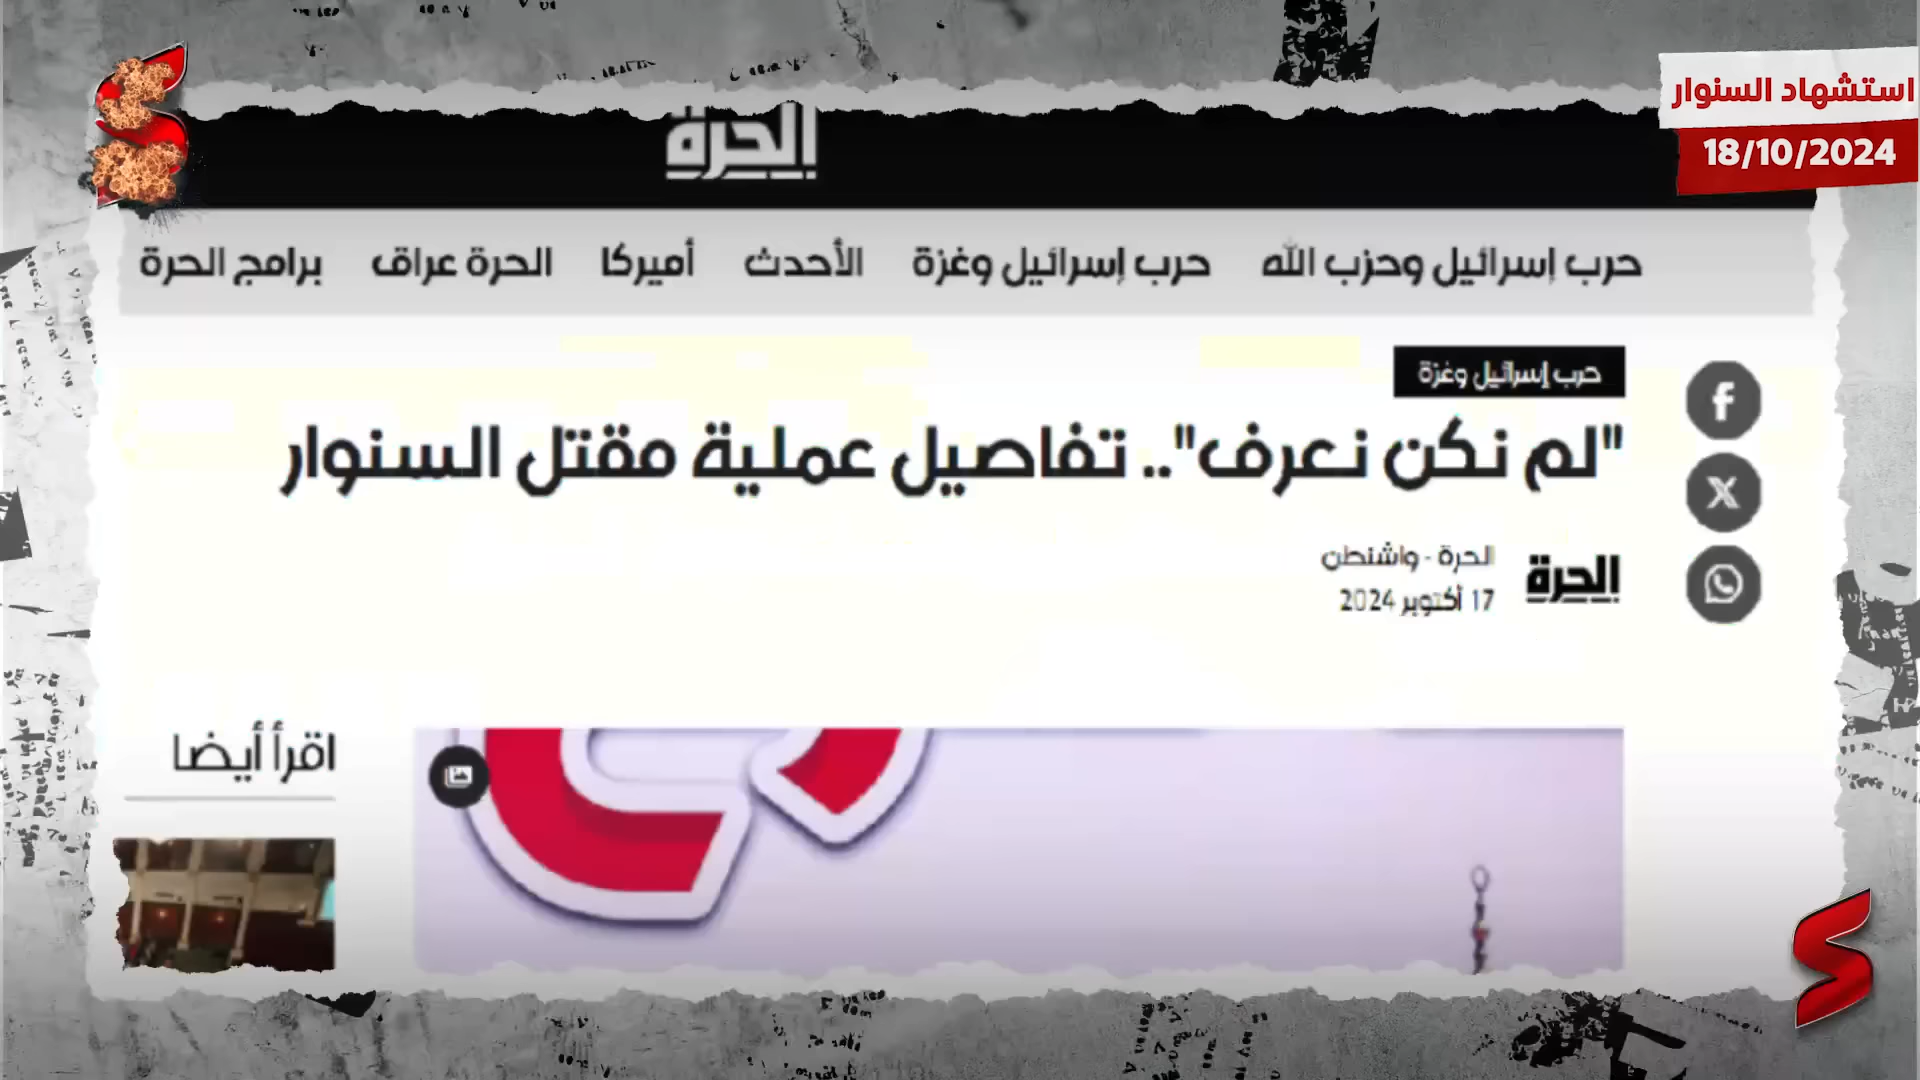 استشهاد السنوار
18/10/2024
الحرة
حرب إسرائيل وحزب الله حرب إسرائيل وغزة الأحدث أميركا الحرة عراق برامج الحرة
حرب إسرائيل وغزة
"لم نكن نعرف".. تفاصيل عملية مقتل السنوار
الحرة - واشنطن
الحرة
17 أكتوبر 2024
اقرأ أيضا